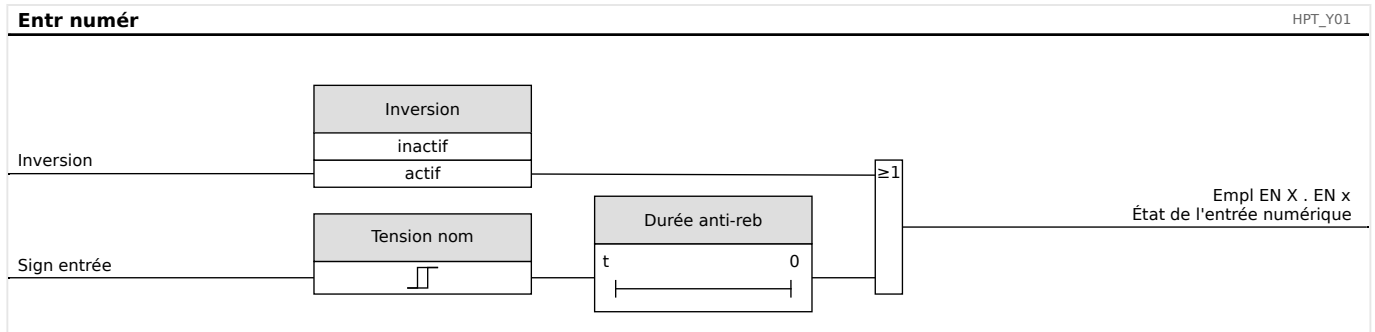 Entr numér
HPT_Y01
Inversion
inactif
Inversion
actif
≥1
Empl EN X . EN x
État de l'entrée numérique
Durée anti-reb
Tension nom
t 0
Sign entrée